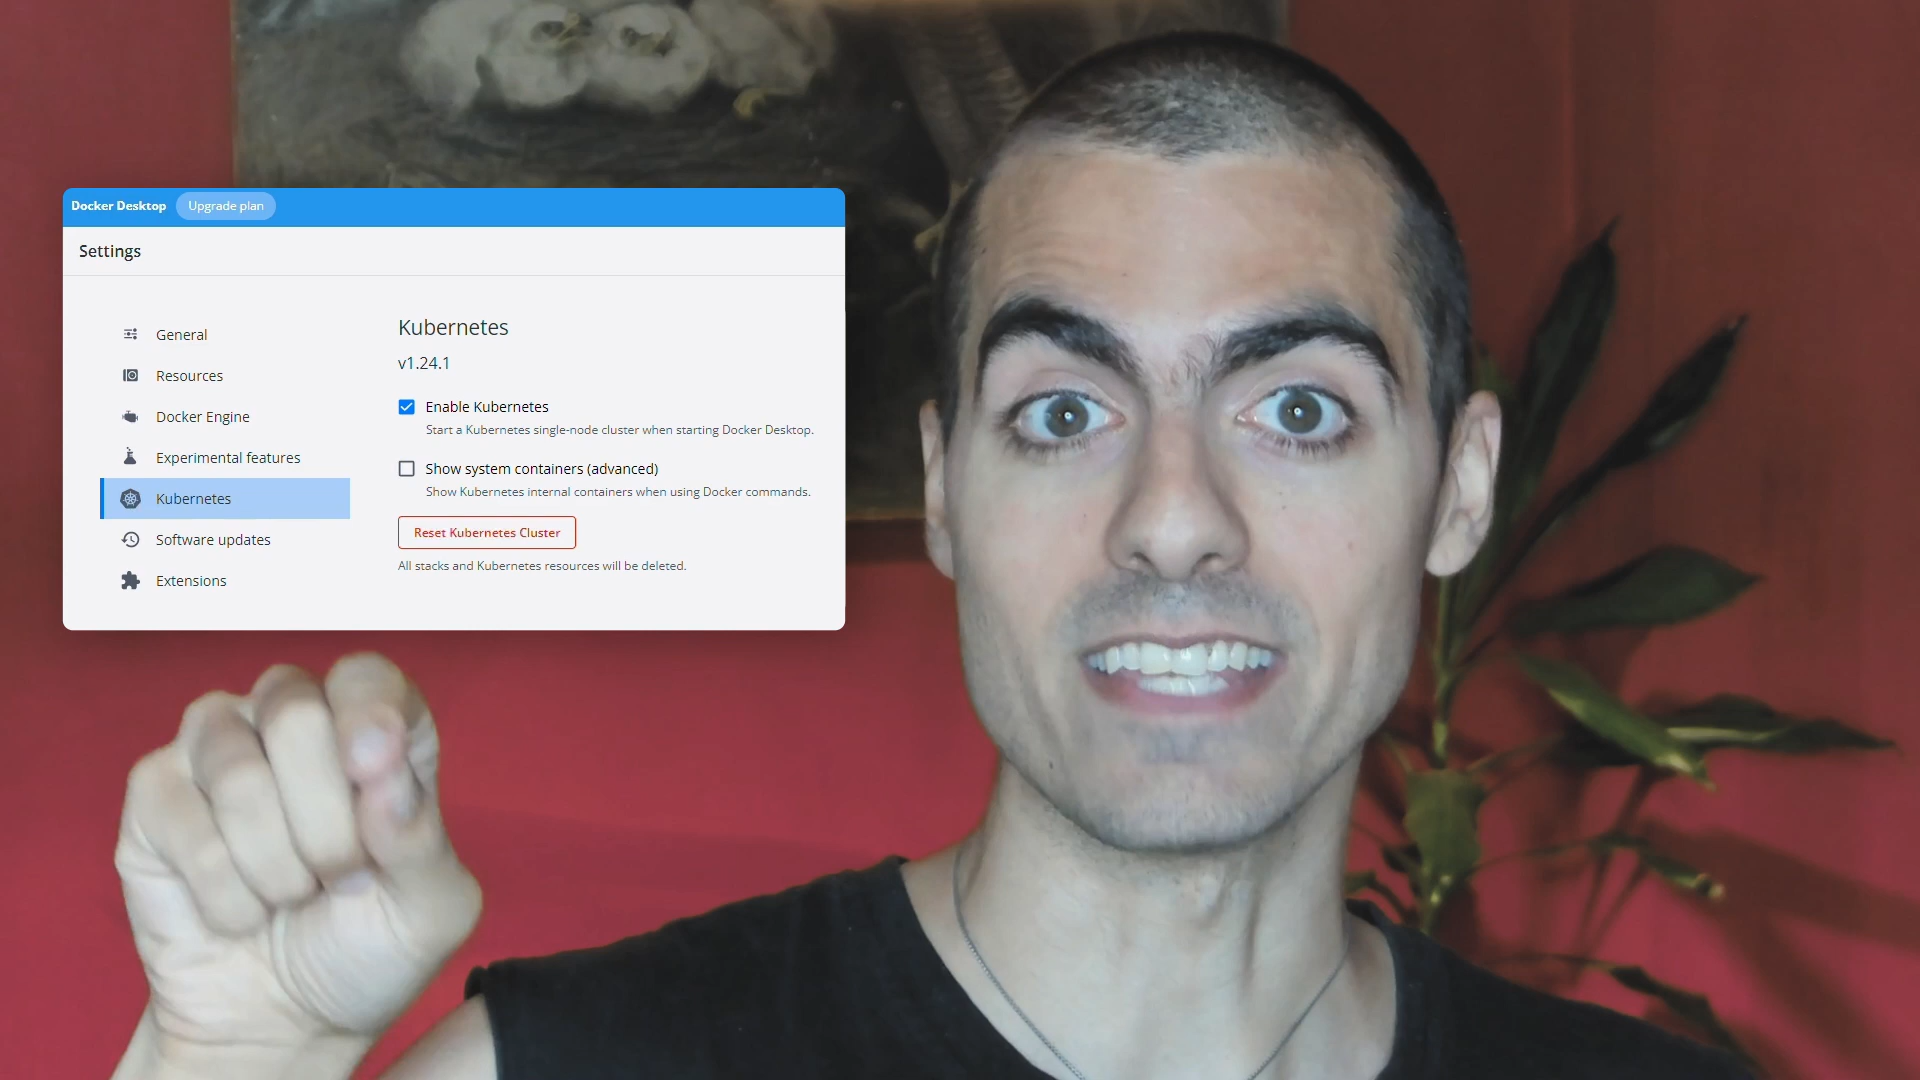 Docker Desktop Upgrade plan
Settings
General
Resources
Docker Engine
Experimental features
Kubernetes
Software updates
Extensions
Kubernetes
v1.24.1
Enable Kubernetes
Start a Kubernetes single-node cluster when starting Docker Desktop.
Show system containers (advanced)
Show Kubernetes internal containers when using Docker commands.
Reset Kubernetes Cluster
All stacks and Kubernetes resources will be deleted.